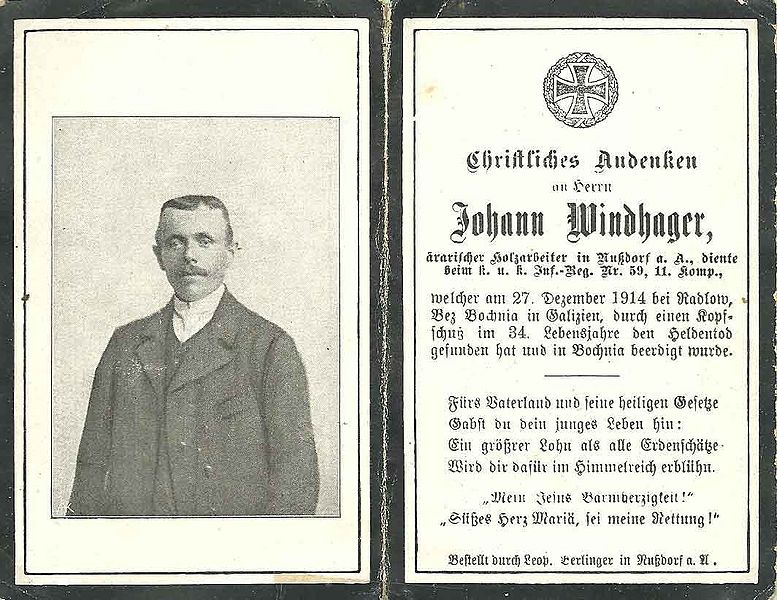 Christliches Andenken
an Herrn
Johann Windhager,
ärarischer Holzarbeiter in Nußdorf a. A., diente
beim k. u. k. Inf.-Reg. Nr. 59, 11. Komp.,
welcher am 27. Dezember 1914 bei Radlow,
Bez Bochnia in Galizien, durch einen Kopf-
schuß im 34. Lebensjahre den Heldentod
gefunden hat und in Bochnia beerdigt wurde.
Fürs Vaterland und seine heiligen Gesetze
Gabst du dein junges Leben hin:
Ein größrer Lohn als alle Erdenschätze
Wird dir dafür im Himmelreich erblühn.
„Mein Jesus Barmherzigkeit!"
„Süßes Herz Mariä, sei meine Rettung!"
Bestellt durch Leop. Berlinger in Nußdorf a. A.